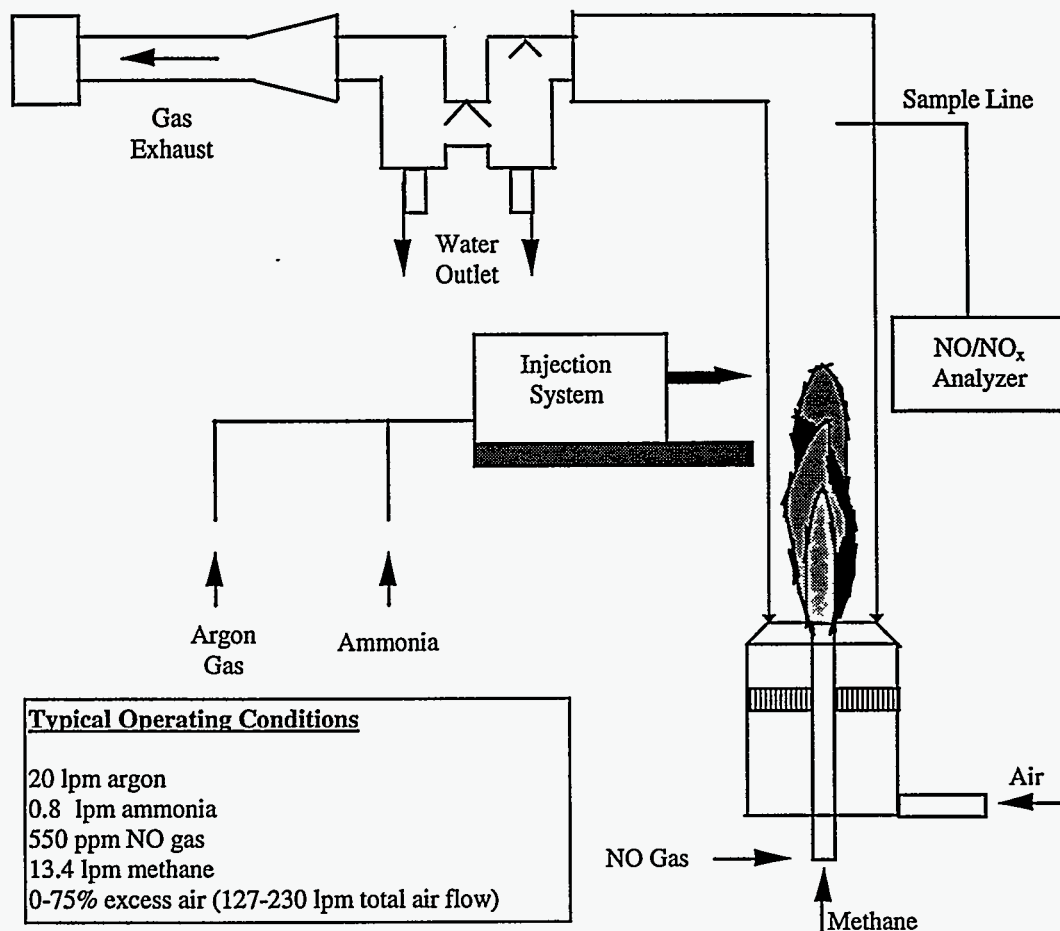 Gas
Exhaust
Sample Line
Water
Outlet
NO/NOx
Analyzer
Injection
System
Argon
Gas
Ammonia
Typical Operating Conditions
20 lpm argon
0.8 lpm ammonia
550 ppm NO gas
13.4 lpm methane
0-75% excess air (127-230 lpm total air flow)
Air
NO Gas
Methane